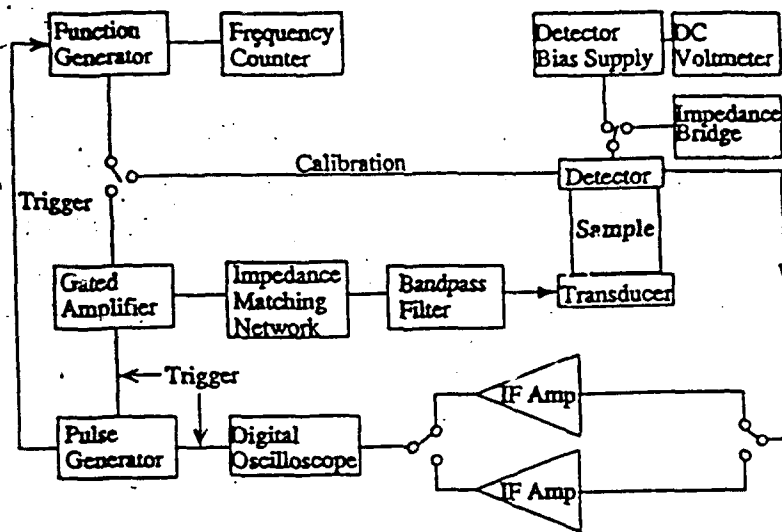 Function
Generator
Frequency
Counter
Detector
Bias Supply
DC
Voltmeter
Impedance
Bridge
Calibration
Detector
Trigger
Sample
Gated
Amplifier
Impedance
Matching
Network
Bandpass
Filter
Transducer
Trigger
IF Amp
Pulse
Generator
Digital
Oscilloscope
IF Amp